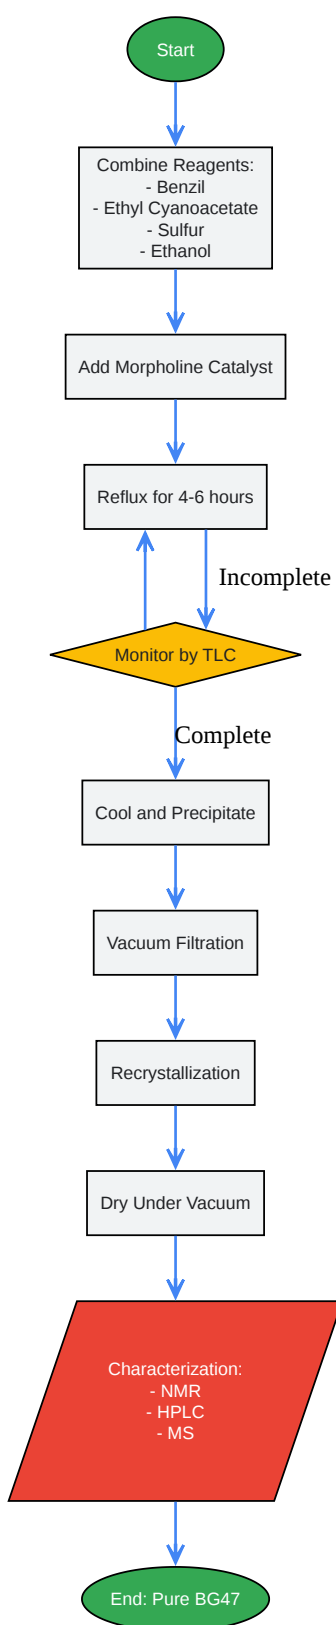 Start
Combine Reagents:
- Benzil
- Ethyl Cyanoacetate
- Sulfur
- Ethanol
Add Morpholine Catalyst
Reflux for 4-6 hours
Incomplete
Monitor by TLC
Complete
Cool and Precipitate
Vacuum Filtration
Recrystallization
Dry Under Vacuum
Characterization:
- NMR
- HPLC
- MS
End: Pure BG47